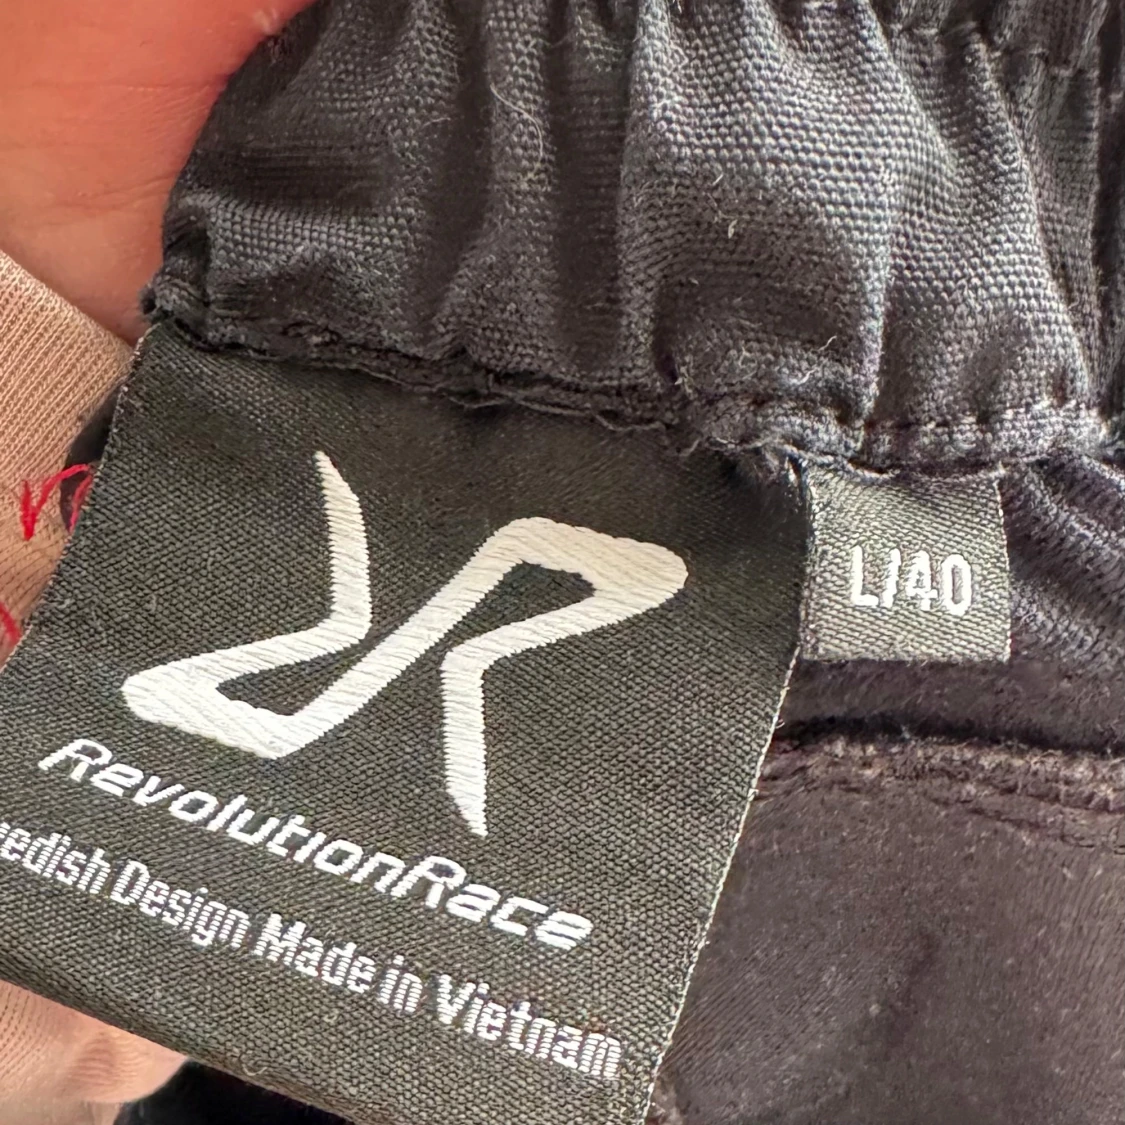 RevolutionRace
Design Made in Vietnam
L/40